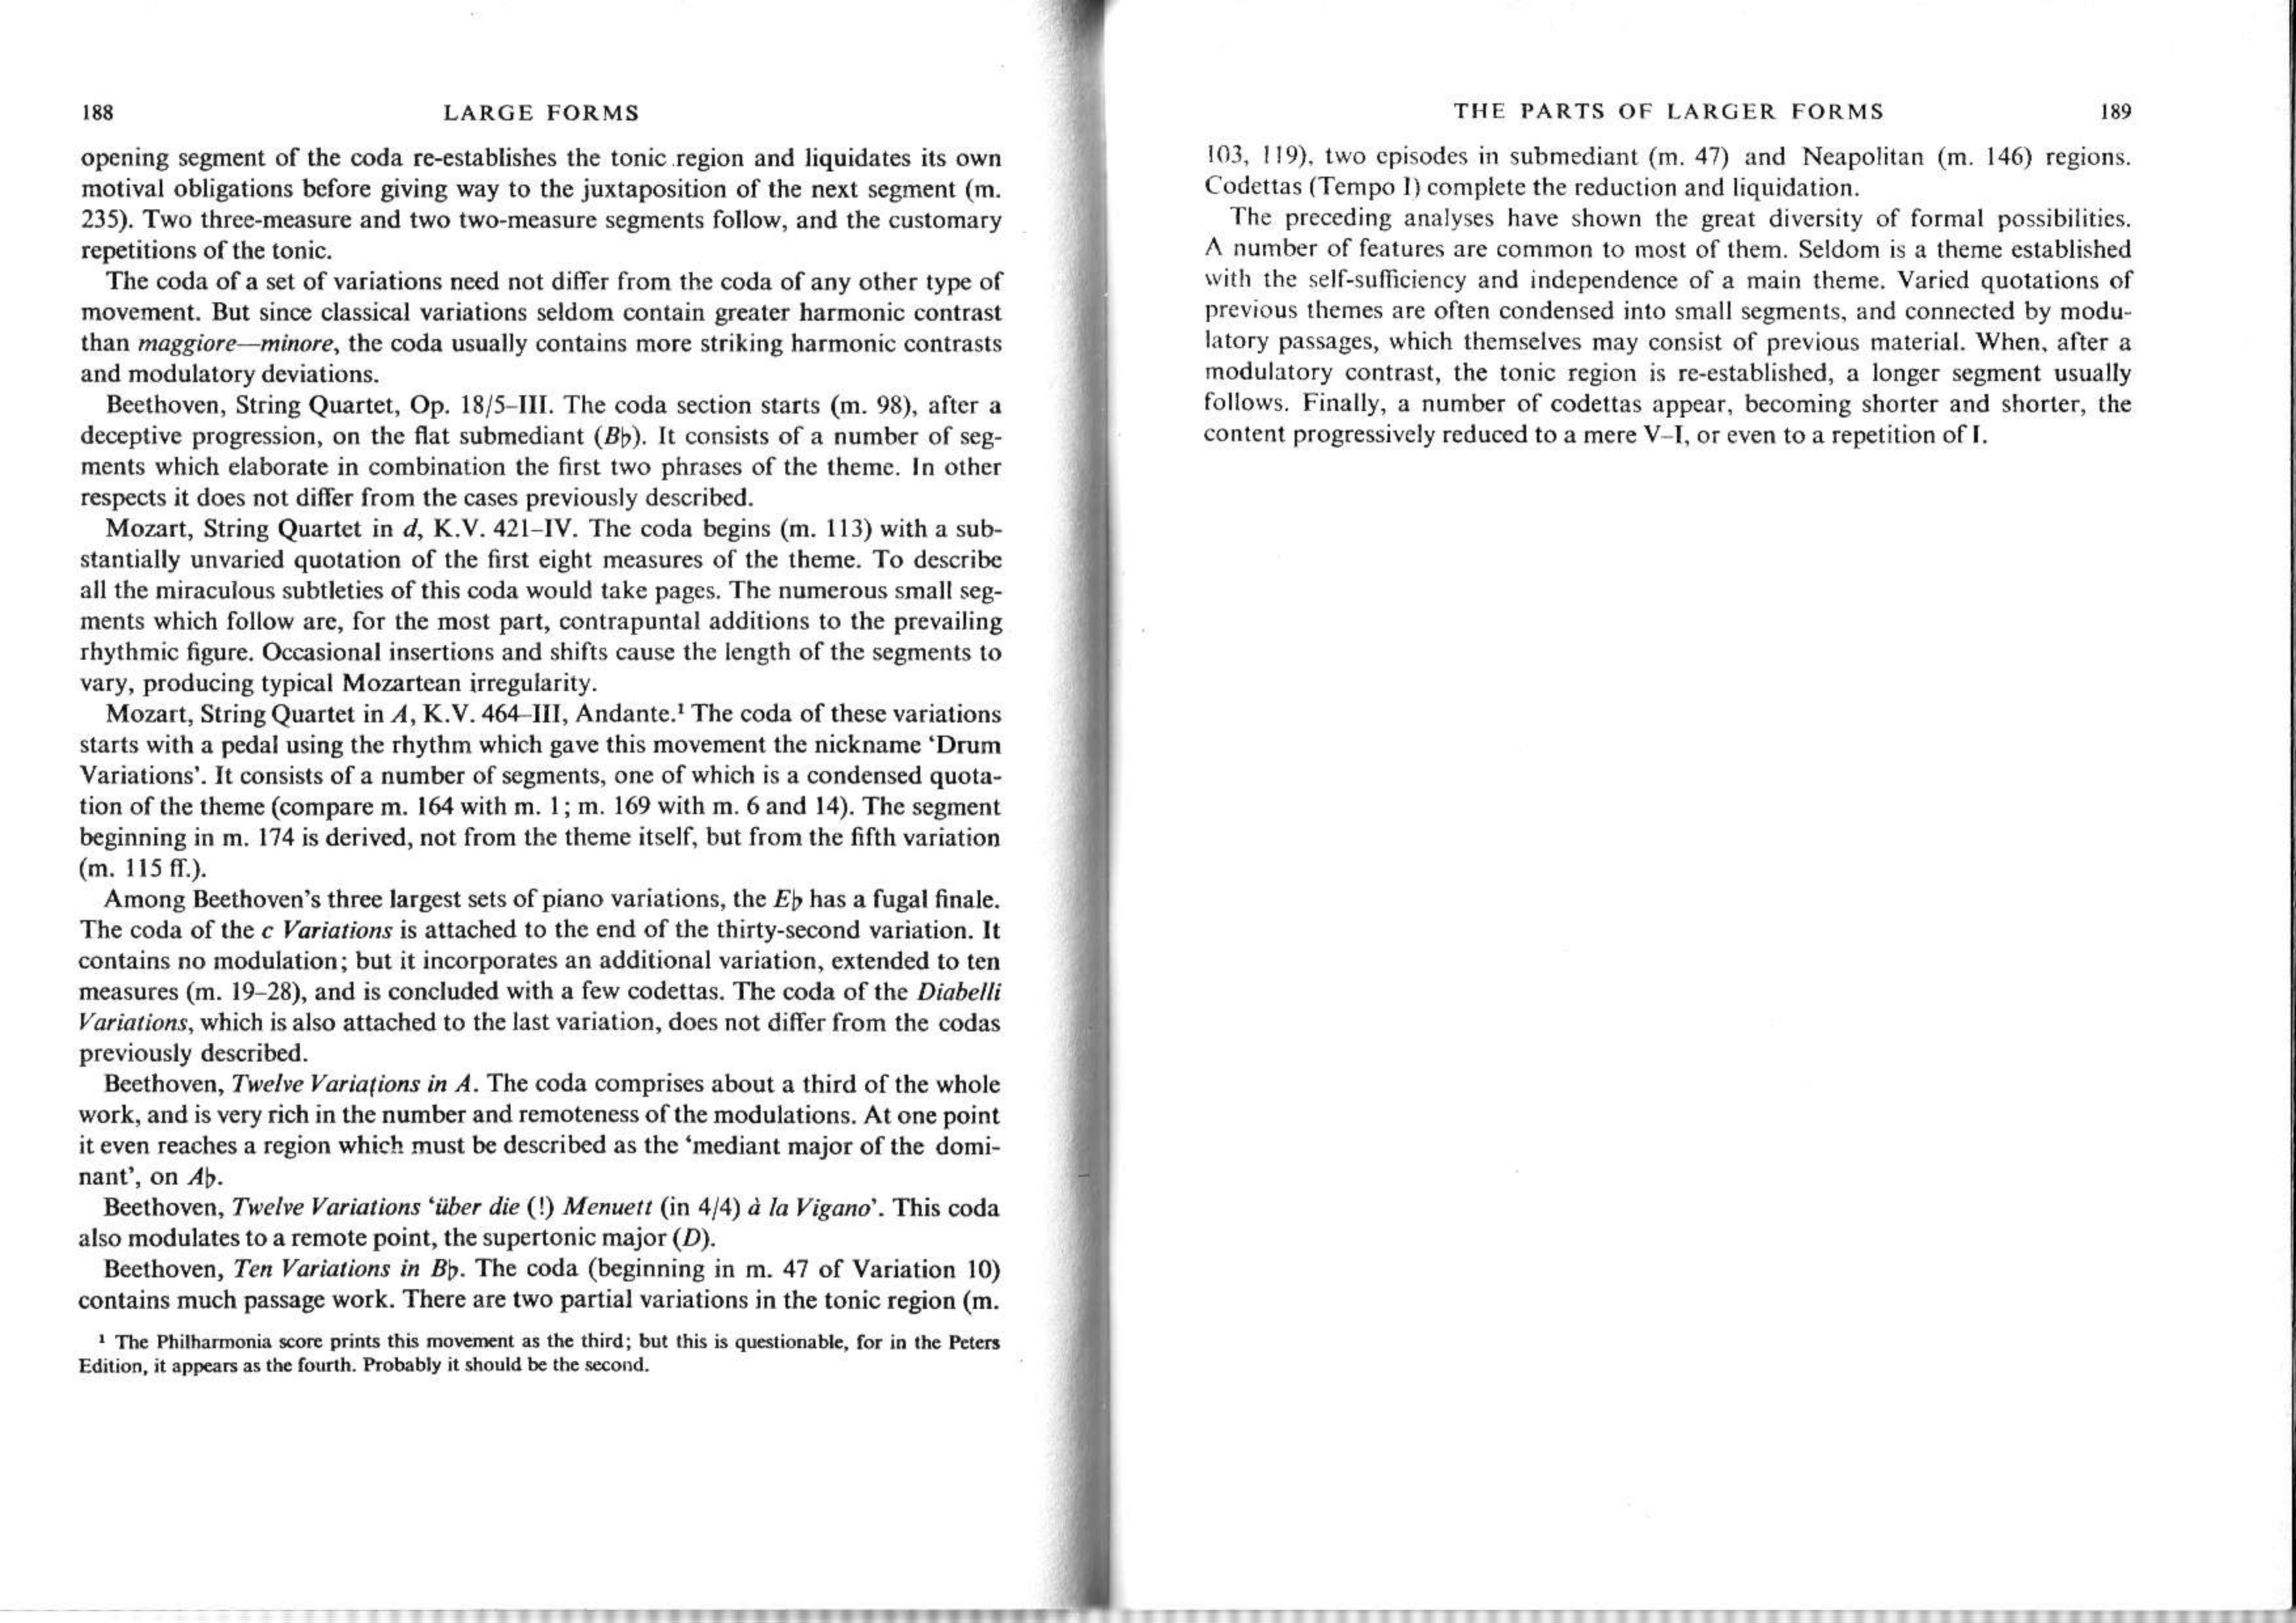 188
LARGE FORMS
opening segment of the coda re-establishes the tonic region and liquidates its own
motival obligations before giving way to the juxtaposition of the next segment (m.
235). Two three-measure and two two-measure segments follow, and the customary
repetitions of the tonic.
The coda of a set of variations need not differ from the coda of any other type of
movement. But since classical variations seldom contain greater harmonic contrast
than maggiore—minore, the coda usually contains more striking harmonic contrasts
and modulatory deviations.
Beethoven, String Quartet, Op. 18/5–III. The coda section starts (m. 98), after a
deceptive progression, on the flat submediant (B♭). It consists of a number of seg-
ments which elaborate in combination the first two phrases of the theme. In other
respects it does not differ from the cases previously described.
Mozart, String Quartet in d, K.V. 421–IV. The coda begins (m. 113) with a sub-
stantially unvaried quotation of the first eight measures of the theme. To describe
all the miraculous subtleties of this coda would take pages. The numerous small seg-
ments which follow are, for the most part, contrapuntal additions to the prevailing
rhythmic figure. Occasional insertions and shifts cause the length of the segments to
vary, producing typical Mozartean irregularity.
Mozart, String Quartet in A, K.V. 464–III, Andante.¹ The coda of these variations
starts with a pedal using the rhythm which gave this movement the nickname ‘Drum
Variations’. It consists of a number of segments, one of which is a condensed quota-
tion of the theme (compare m. 164 with m. 1; m. 169 with m. 6 and 14). The segment
beginning in m. 174 is derived, not from the theme itself, but from the fifth variation
(m. 115 ff.).
Among Beethoven's three largest sets of piano variations, the E♭ has a fugal finale.
The coda of the c Variations is attached to the end of the thirty-second variation. It
contains no modulation; but it incorporates an additional variation, extended to ten
measures (m. 19–28), and is concluded with a few codettas. The coda of the Diabelli
Variations, which is also attached to the last variation, does not differ from the codas
previously described.
Beethoven, Twelve Variations in A. The coda comprises about a third of the whole
work, and is very rich in the number and remoteness of the modulations. At one point
it even reaches a region which must be described as the ‘mediant major of the domi-
nant’, on A♭.
Beethoven, Twelve Variations ‘über die (!) Menuett (in 4/4) à la Vigano’. This coda
also modulates to a remote point, the supertonic major (D).
Beethoven, Ten Variations in B♭. The coda (beginning in m. 47 of Variation 10)
contains much passage work. There are two partial variations in the tonic region (m.
¹ The Philharmonia score prints this movement as the third; but this is questionable, for in the Peters
Edition, it appears as the fourth. Probably it should be the second.
THE PARTS OF LARGER FORMS
189
103, 119), two episodes in submediant (m. 47) and Neapolitan (m. 146) regions.
Codettas (Tempo I) complete the reduction and liquidation.
The preceding analyses have shown the great diversity of formal possibilities.
A number of features are common to most of them. Seldom is a theme established
with the self-sufficiency and independence of a main theme. Varied quotations of
previous themes are often condensed into small segments, and connected by modu-
latory passages, which themselves may consist of previous material. When, after a
modulatory contrast, the tonic region is re-established, a longer segment usually
follows. Finally, a number of codettas appear, becoming shorter and shorter, the
content progressively reduced to a mere V–I, or even to a repetition of I.